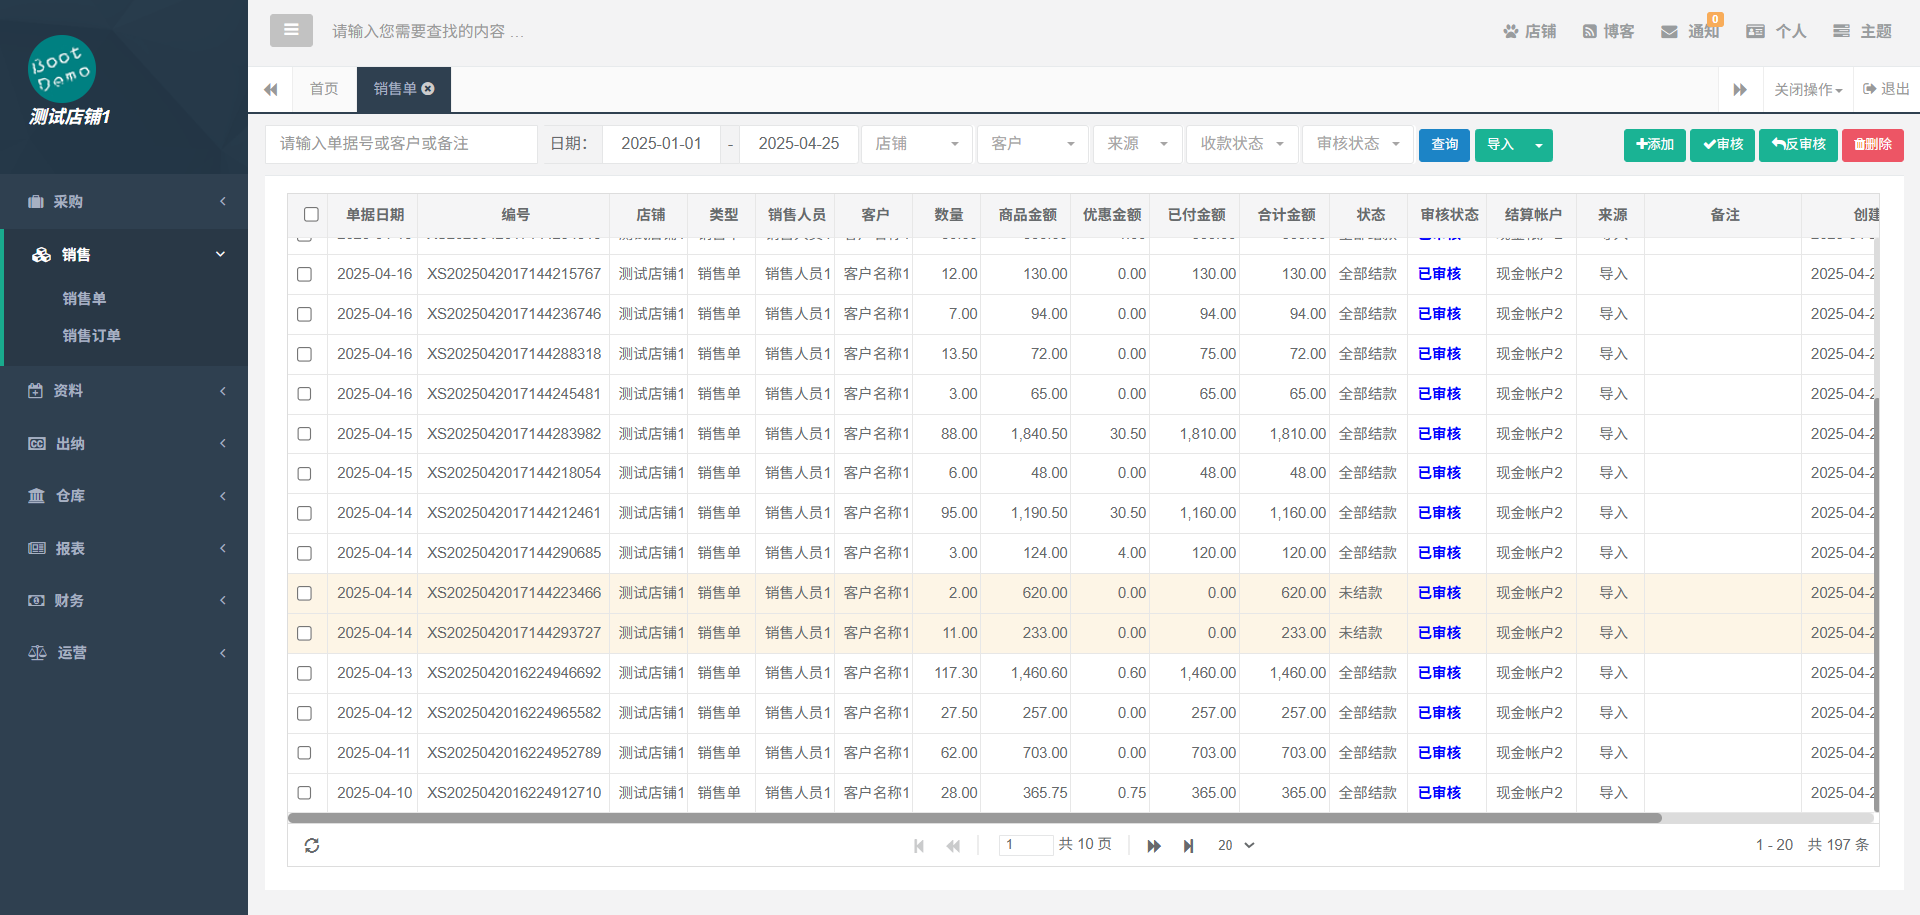 Boot
Demo
测试店铺1
采购
销售
销售单
销售订单
资料
出纳
仓库
报表
财务
运营
请输入您需要查找的内容 …
店铺 博客 通知 0 个人 主题
首页 销售单 关闭操作 退出
请输入单据号或客户或备注 日期： 2025-01-01 - 2025-04-25 店铺 客户 来源 收款状态 审核状态 查询 导入 添加 审核 反审核 删除
单据日期 编号 店铺 类型 销售人员 客户 数量 商品金额 优惠金额 已付金额 合计金额 状态 审核状态 结算帐户 来源 备注 创建
2025-04-16 XS2025042017144215767 测试店铺1 销售单 销售人员1 客户名称1 12.00 130.00 0.00 130.00 130.00 全部结款 已审核 现金帐户2 导入 2025-04-2
2025-04-16 XS2025042017144236746 测试店铺1 销售单 销售人员1 客户名称1 7.00 94.00 0.00 94.00 94.00 全部结款 已审核 现金帐户2 导入 2025-04-2
2025-04-16 XS2025042017144288318 测试店铺1 销售单 销售人员1 客户名称1 13.50 72.00 0.00 75.00 72.00 全部结款 已审核 现金帐户2 导入 2025-04-2
2025-04-16 XS2025042017144245481 测试店铺1 销售单 销售人员1 客户名称1 3.00 65.00 0.00 65.00 65.00 全部结款 已审核 现金帐户2 导入 2025-04-2
2025-04-15 XS2025042017144283982 测试店铺1 销售单 销售人员1 客户名称1 88.00 1,840.50 30.50 1,810.00 1,810.00 全部结款 已审核 现金帐户2 导入 2025-04-2
2025-04-15 XS2025042017144218054 测试店铺1 销售单 销售人员1 客户名称1 6.00 48.00 0.00 48.00 48.00 全部结款 已审核 现金帐户2 导入 2025-04-2
2025-04-14 XS2025042017144212461 测试店铺1 销售单 销售人员1 客户名称1 95.00 1,190.50 30.50 1,160.00 1,160.00 全部结款 已审核 现金帐户2 导入 2025-04-2
2025-04-14 XS2025042017144290685 测试店铺1 销售单 销售人员1 客户名称1 3.00 124.00 4.00 120.00 120.00 全部结款 已审核 现金帐户2 导入 2025-04-2
2025-04-14 XS2025042017144223466 测试店铺1 销售单 销售人员1 客户名称1 2.00 620.00 0.00 0.00 620.00 未结款 已审核 现金帐户2 导入 2025-04-2
2025-04-14 XS2025042017144293727 测试店铺1 销售单 销售人员1 客户名称1 11.00 233.00 0.00 0.00 233.00 未结款 已审核 现金帐户2 导入 2025-04-2
2025-04-13 XS2025042016224946692 测试店铺1 销售单 销售人员1 客户名称1 117.30 1,460.60 0.60 1,460.00 1,460.00 全部结款 已审核 现金帐户2 导入 2025-04-2
2025-04-12 XS2025042016224965582 测试店铺1 销售单 销售人员1 客户名称1 27.50 257.00 0.00 257.00 257.00 全部结款 已审核 现金帐户2 导入 2025-04-2
2025-04-11 XS2025042016224952789 测试店铺1 销售单 销售人员1 客户名称1 62.00 703.00 0.00 703.00 703.00 全部结款 已审核 现金帐户2 导入 2025-04-2
2025-04-10 XS2025042016224912710 测试店铺1 销售单 销售人员1 客户名称1 28.00 365.75 0.75 365.00 365.00 全部结款 已审核 现金帐户2 导入 2025-04-2
1 共 10 页 20 1 - 20 共 197 条